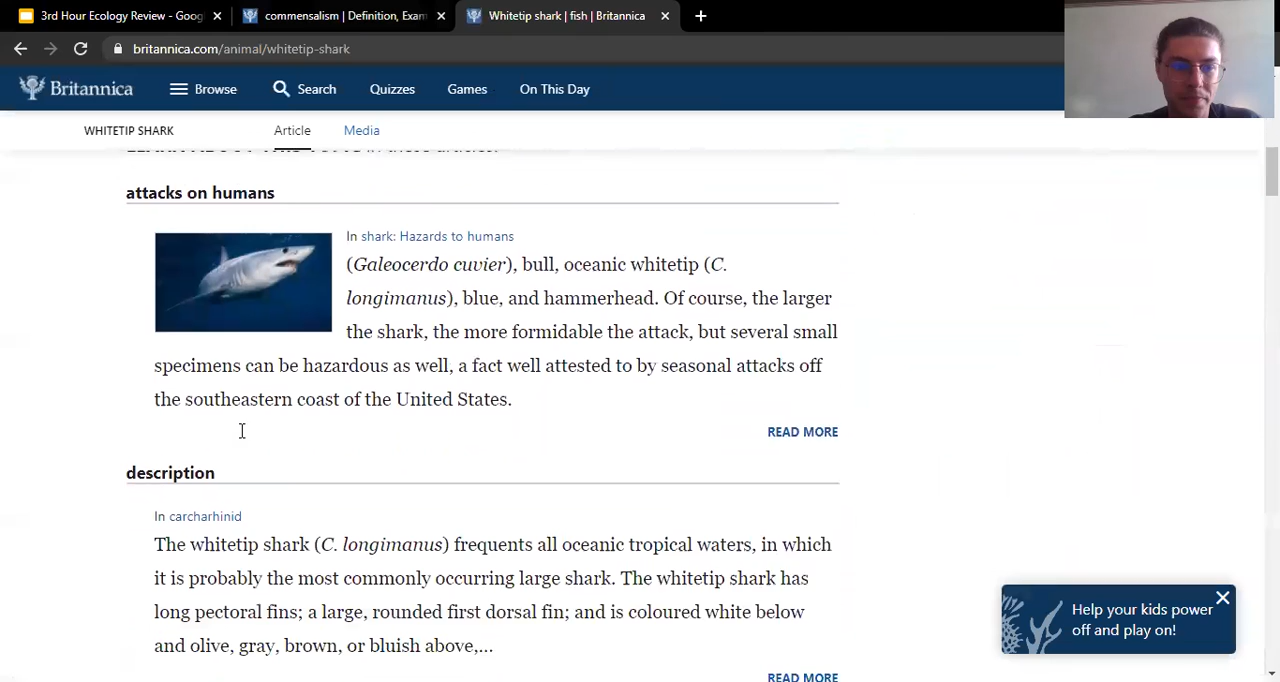 3rd Hour Ecology Review - Goog
commensalism | Definition, Exam
Whitetip shark | fish | Britannica
britannica.com/animal/whitetip-shark
Britannica
Browse
Search
Quizzes
Games
On This Day
WHITETIP SHARK
Article
Media
LEARN ABOUT THIS TOPIC in these articles:
attacks on humans
In shark: Hazards to humans
(Galeocerdo cuvier), bull, oceanic whitetip (C.
longimanus), blue, and hammerhead. Of course, the larger
the shark, the more formidable the attack, but several small
specimens can be hazardous as well, a fact well attested to by seasonal attacks off
the southeastern coast of the United States.
READ MORE
description
In carcharhinid
The whitetip shark (C. longimanus) frequents all oceanic tropical waters, in which
it is probably the most commonly occurring large shark. The whitetip shark has
long pectoral fins; a large, rounded first dorsal fin; and is coloured white below
and olive, gray, brown, or bluish above,...
READ MORE
Help your kids power
off and play on!